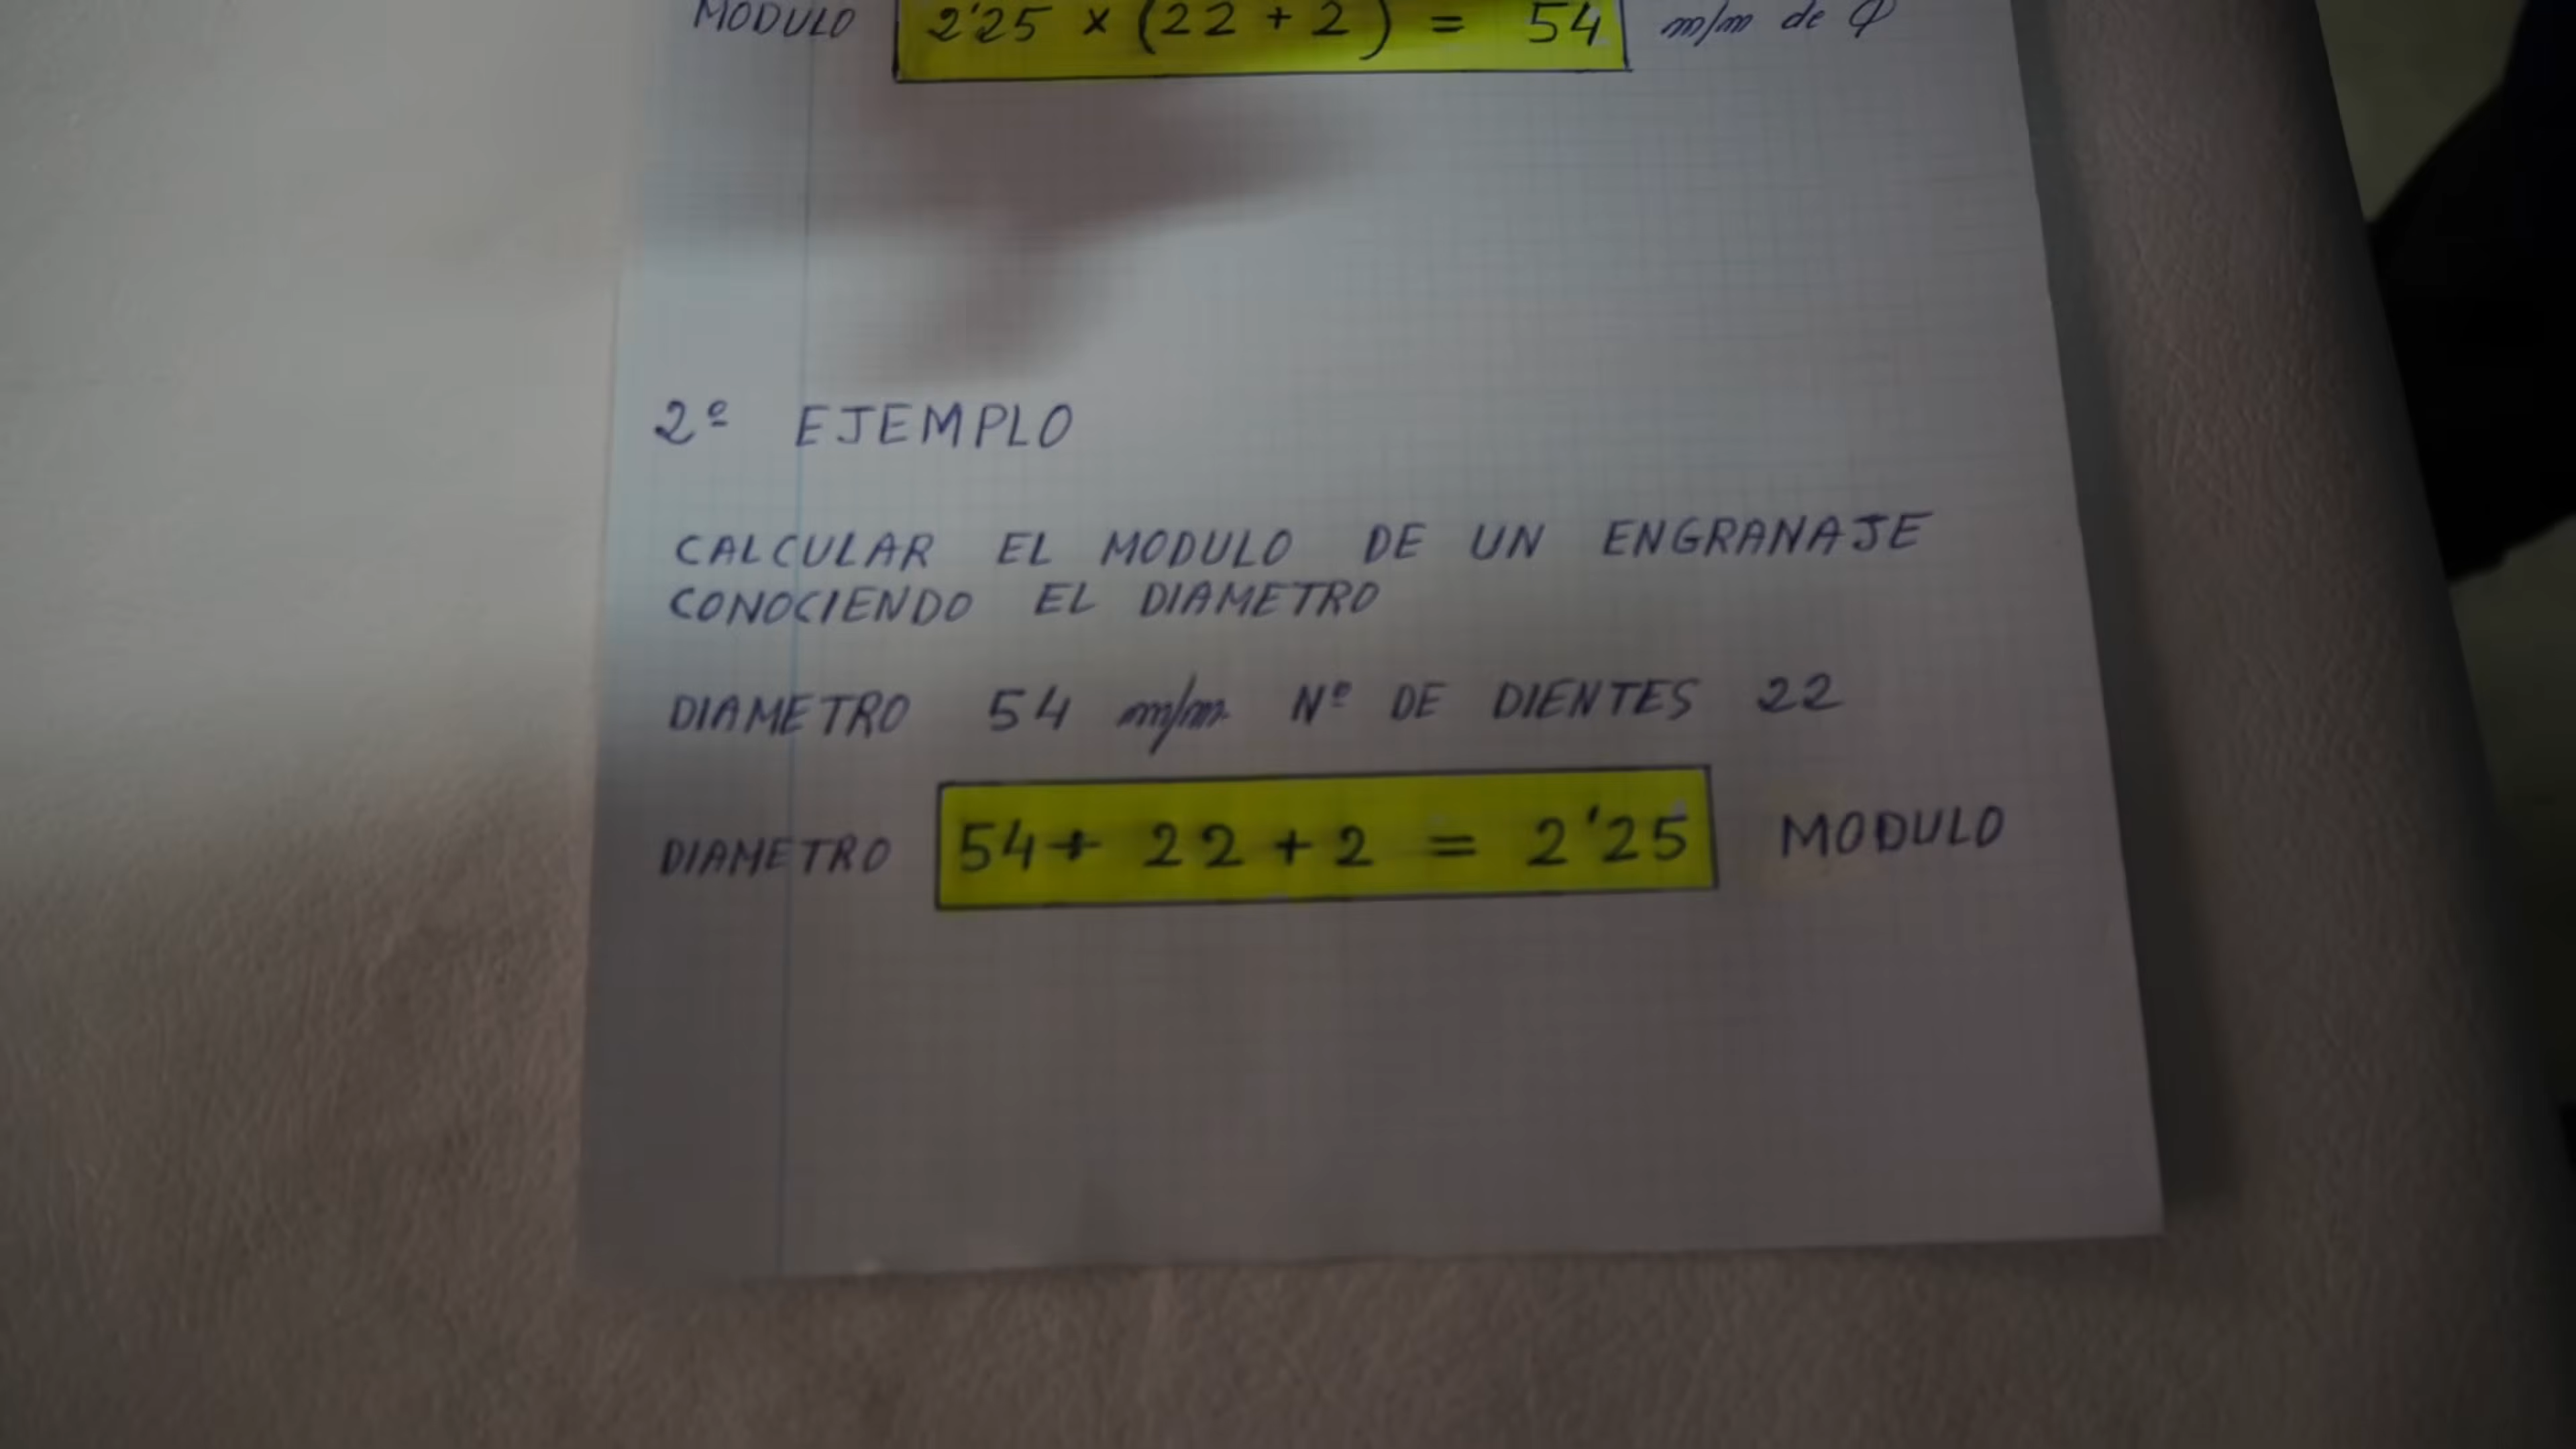 MODULO 2'25 x (22 + 2) = 54 m/m de φ
2º EJEMPLO
CALCULAR EL MODULO DE UN ENGRANAJE
CONOCIENDO EL DIAMETRO
DIAMETRO 54 m/m Nº DE DIENTES 22
DIAMETRO 54+ 22 + 2 = 2'25 MODULO